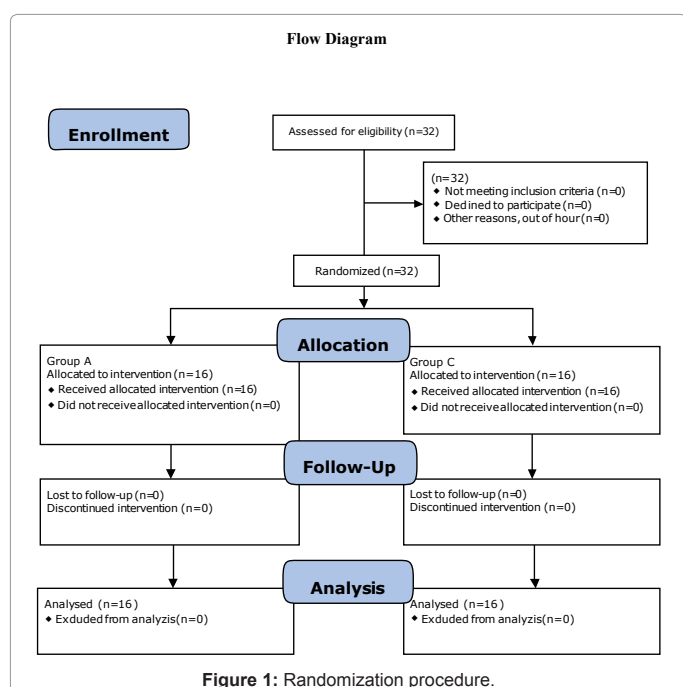 Flow Diagram
Enrollment
Assessed for eligibility (n=32)
(n=32)
◆ Not meeting inclusion criteria (n=0)
◆ Declined to participate (n=0)
◆ Other reasons, out of hour (n=0)
Randomized (n=32)
Allocation
Group A
Allocated to intervention (n=16)
◆ Received allocated intervention (n=16)
◆ Did not receive allocated intervention (n=0)
Group C
Allocated to intervention (n=16)
◆ Received allocated intervention (n=16)
◆ Did not receive allocated intervention (n=0)
Follow-Up
Lost to follow-up (n=0)
Discontinued intervention (n=0)
Lost to follow-up (n=0)
Discontinued intervention (n=0)
Analysis
Analysed (n=16)
◆ Exduded from analyzis(n=0)
Analysed (n=16)
◆ Exduded from analyzis (n=0)
Figure 1: Randomization procedure.